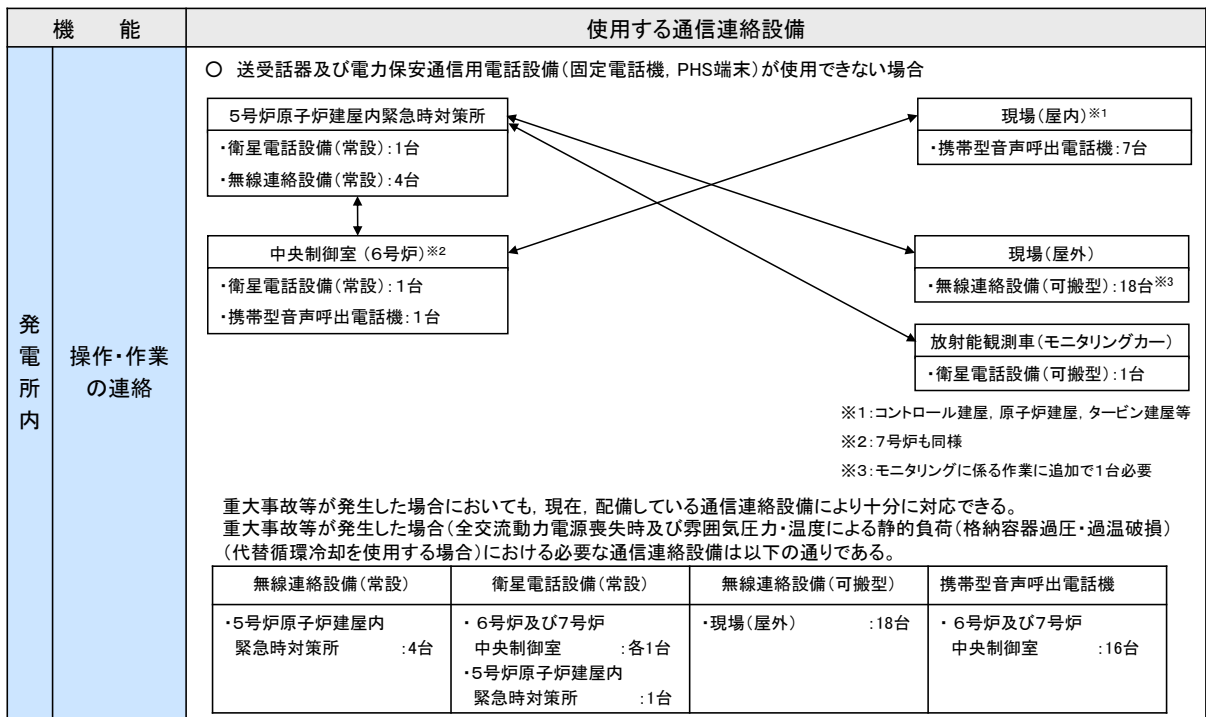 機　能
使用する通信連絡設備
発電所内
操作・作業
の連絡
○ 送受話器及び電力保安通信用電話設備(固定電話機，PHS端末)が使用できない場合
5号炉原子炉建屋内緊急時対策所
・衛星電話設備(常設)：1台
・無線連絡設備(常設)：4台
現場(屋内)※1
・携帯型音声呼出電話機：7台
中央制御室（6号炉）※2
・衛星電話設備(常設)：1台
・携帯型音声呼出電話機：1台
現場(屋外)
・無線連絡設備(可搬型)：18台※3
放射能観測車(モニタリングカー)
・衛星電話設備(可搬型)：1台
※1：コントロール建屋，原子炉建屋，タービン建屋等
※2：7号炉も同様
※3：モニタリングに係る作業に追加で1台必要
重大事故等が発生した場合においても，現在，配備している通信連絡設備により十分に対応できる。
重大事故等が発生した場合(全交流動力電源喪失時及び雰囲気圧力・温度による静的負荷(格納容器過圧・過温破損)
(代替循環冷却を使用する場合)における必要な通信連絡設備は以下の通りである。
無線連絡設備(常設)
衛星電話設備(常設)
無線連絡設備(可搬型)
携帯型音声呼出電話機
・5号炉原子炉建屋内
緊急時対策所　：4台
・6号炉及び7号炉
中央制御室　：各1台
・5号炉原子炉建屋内
緊急時対策所　：1台
・現場(屋外)　：18台
・6号炉及び7号炉
中央制御室　：16台